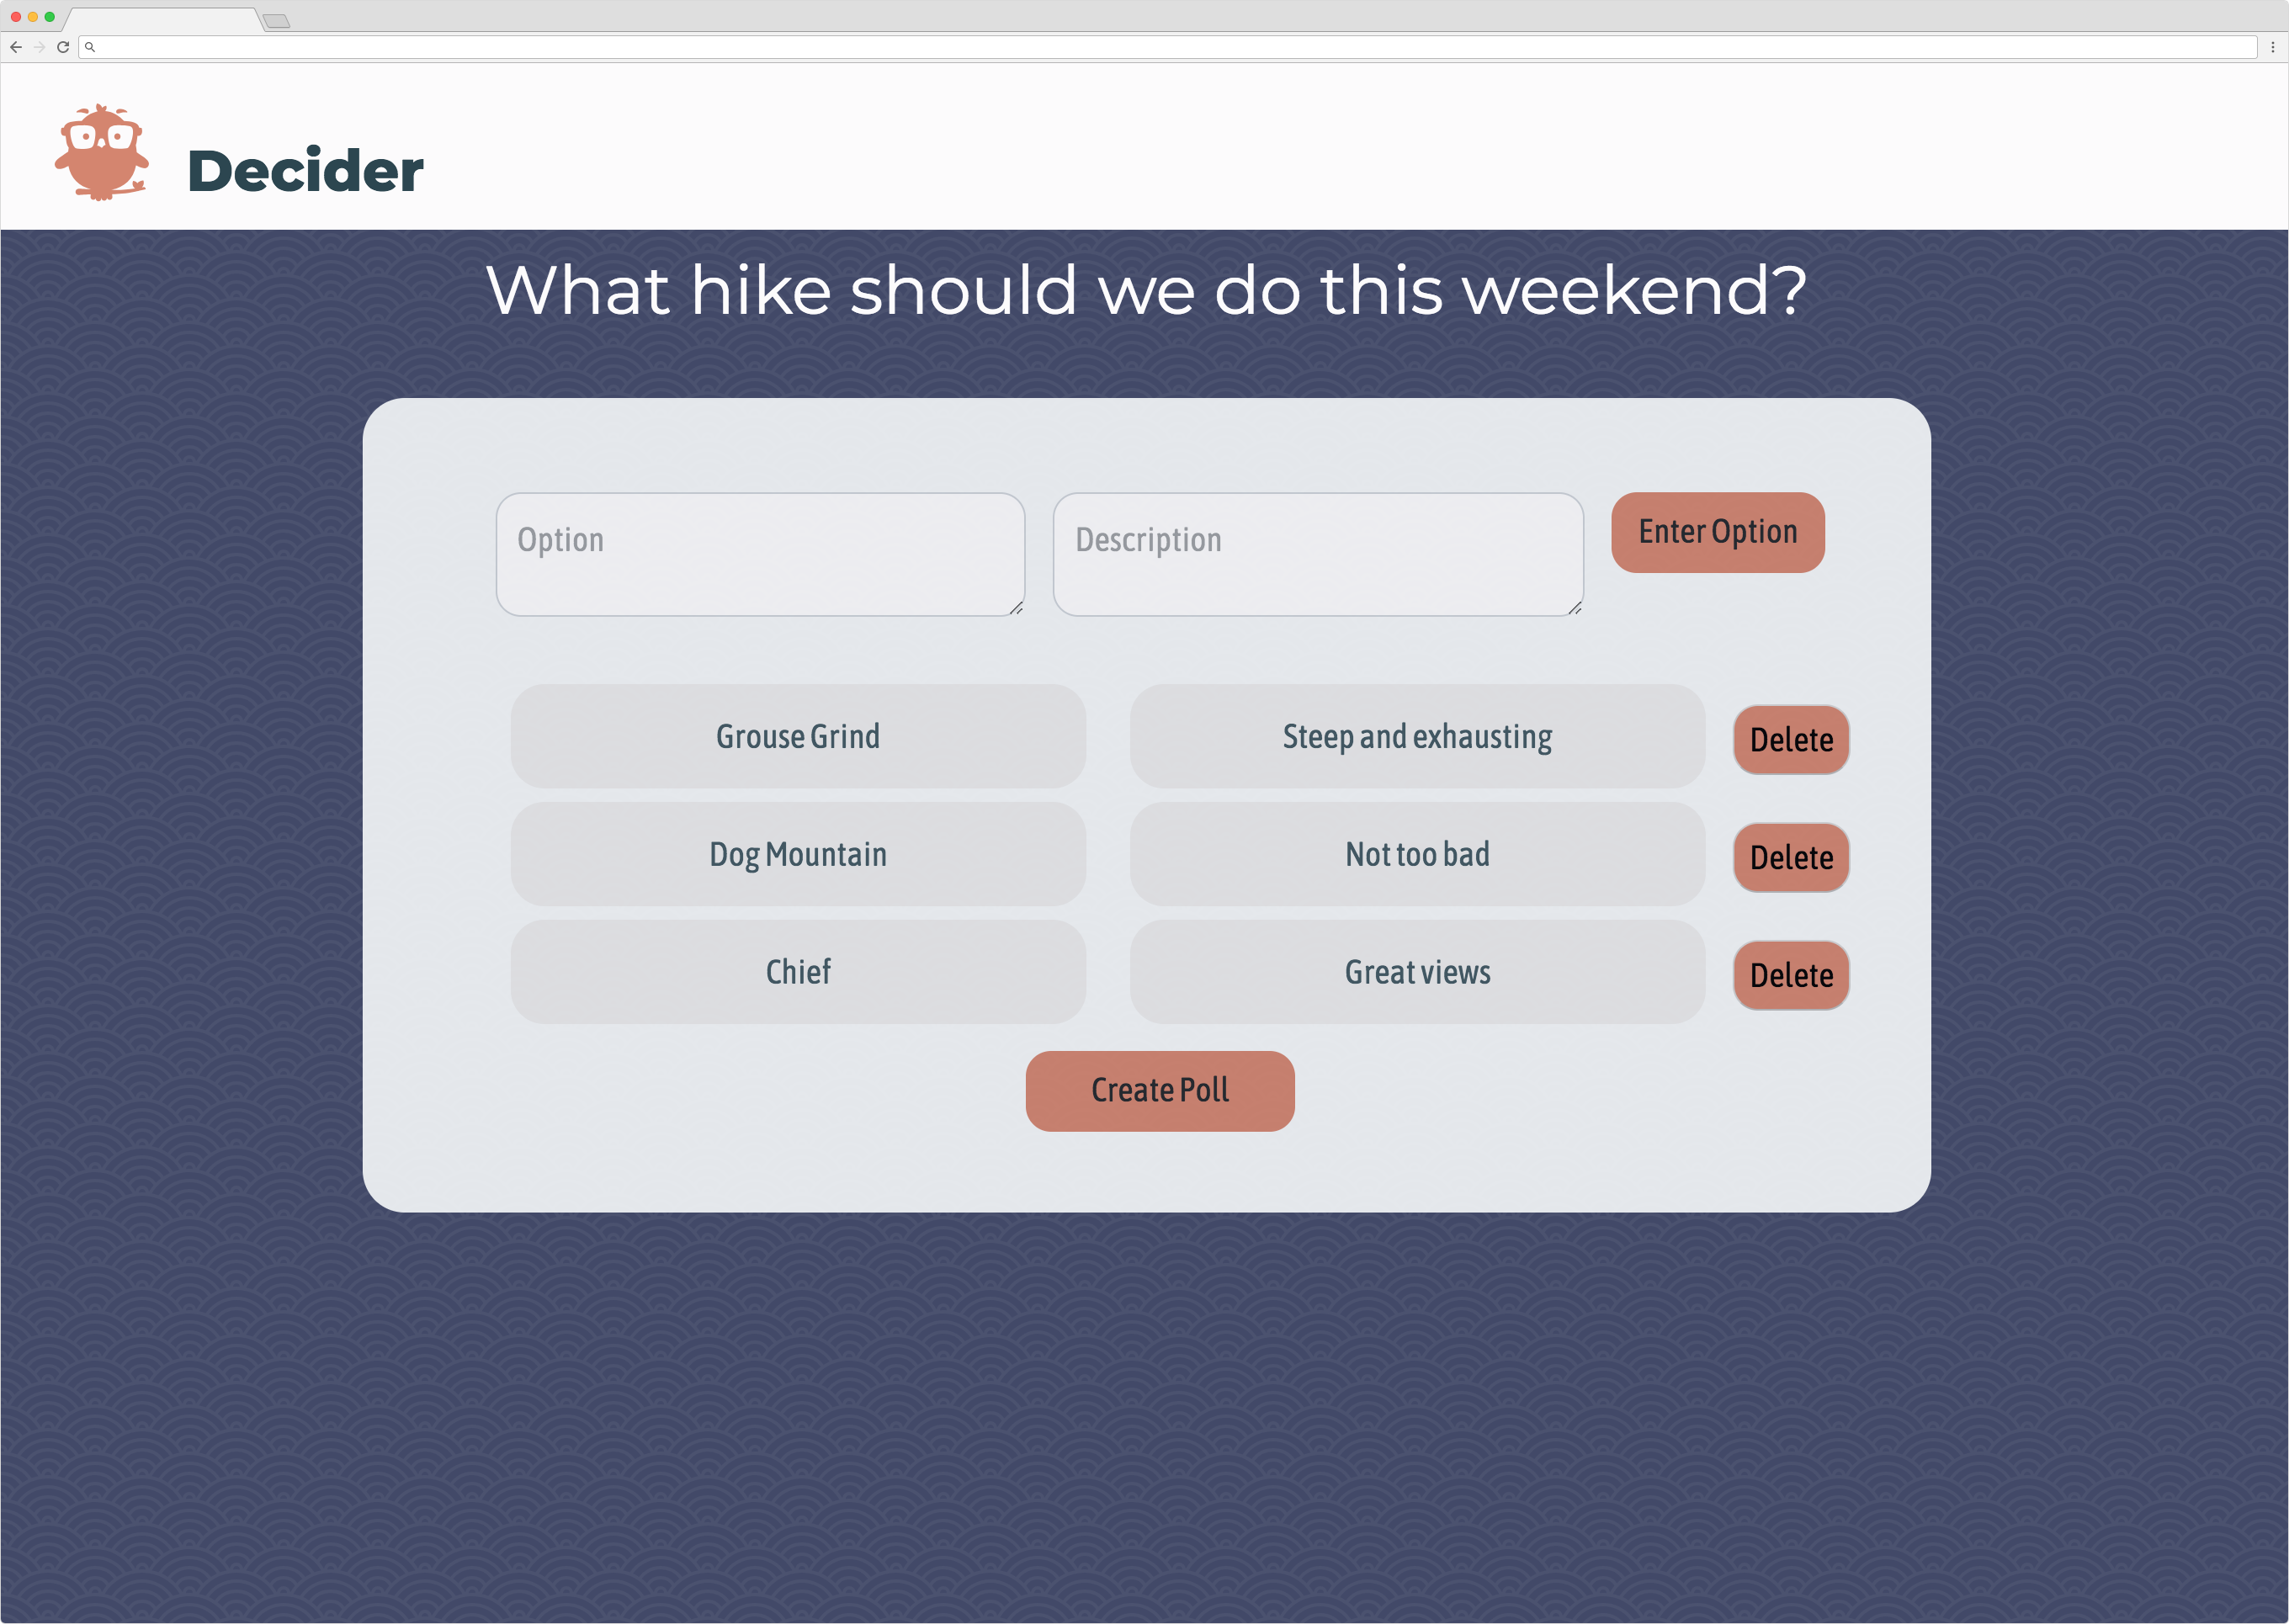 Decider
What hike should we do this weekend?
Option
Description
Enter Option
Grouse Grind
Steep and exhausting
Delete
Dog Mountain
Not too bad
Delete
Chief
Great views
Delete
Create Poll